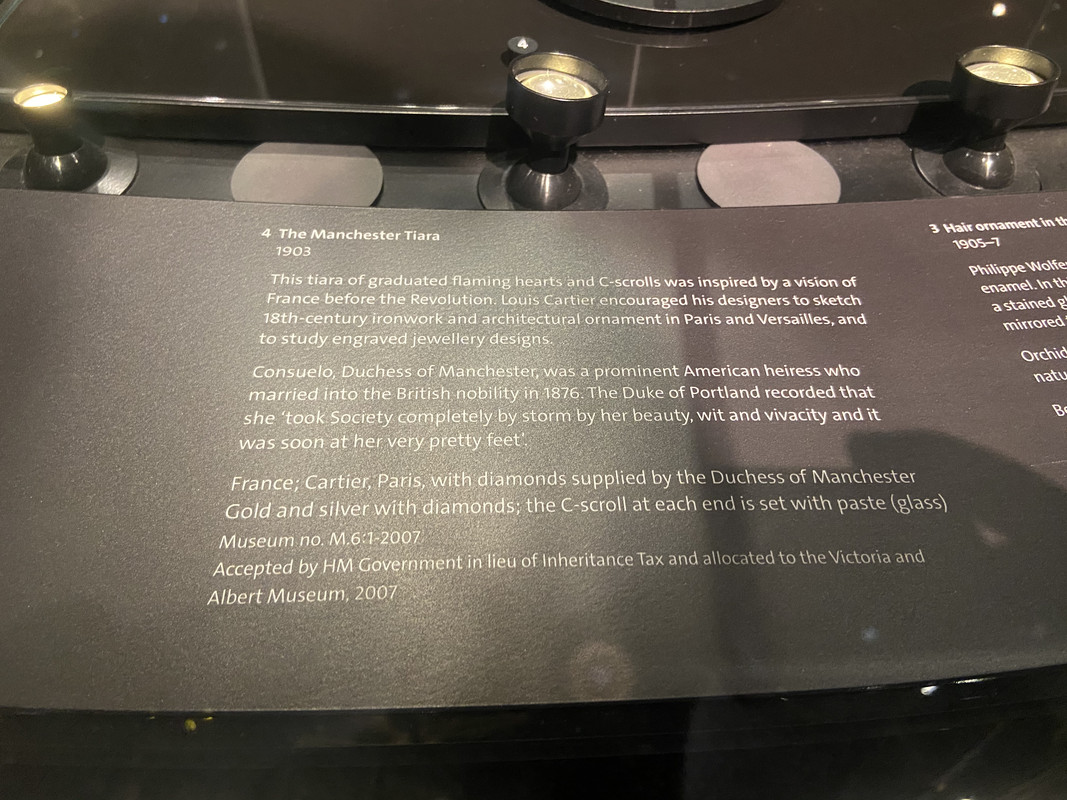 4
4 The Manchester Tiara
1903
This tiara of graduated flaming hearts and C-scrolls was inspired by a vision of
France before the Revolution. Louis Cartier encouraged his designers to sketch
18th-century ironwork and architectural ornament in Paris and Versailles, and
to study engraved jewellery designs.
Consuelo, Duchess of Manchester, was a prominent American heiress who
married into the British nobility in 1876. The Duke of Portland recorded that
she ‘took Society completely by storm by her beauty, wit and vivacity and it
was soon at her very pretty feet’.
France; Cartier, Paris, with diamonds supplied by the Duchess of Manchester
Gold and silver with diamonds; the C-scroll at each end is set with paste (glass)
Museum no. M.6:1-2007
Accepted by HM Government in lieu of Inheritance Tax and allocated to the Victoria and
Albert Museum, 2007
3 Hair ornament in
1905–7
Philippe
enamel. In
a stained
mirrored